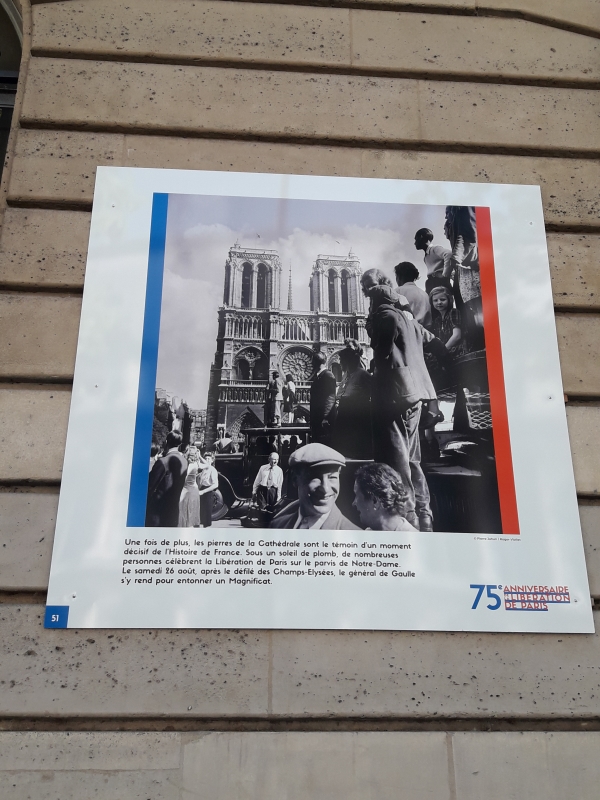 Une fois de plus, les pierres de la Cathédrale sont le témoin d'un moment
décisif de l'Histoire de France. Sous un soleil de plomb, de nombreuses
personnes célèbrent la Libération de Paris sur le parvis de Notre-Dame.
Le samedi 26 août, après le défilé des Champs-Elysées, le général de Gaulle
s'y rend pour entonner un Magnificat.
75e ANNIVERSAIRE
DE LA LIBÉRATION
DE PARIS
51